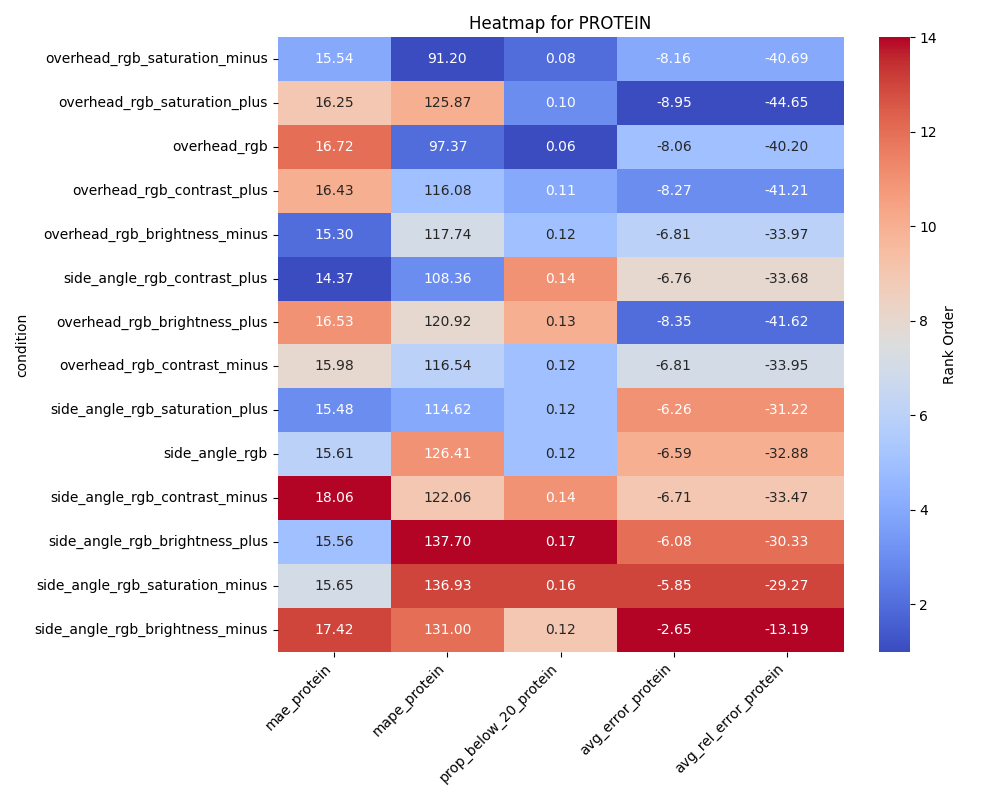 Heatmap for PROTEIN
overhead_rgb_saturation_minus 15.54 91.20 0.08 -8.16 -40.69
overhead_rgb_saturation_plus 16.25 125.87 0.10 -8.95 -44.65
overhead_rgb 16.72 97.37 0.06 -8.06 -40.20
overhead_rgb_contrast_plus 16.43 116.08 0.11 -8.27 -41.21
overhead_rgb_brightness_minus 15.30 117.74 0.12 -6.81 -33.97
side_angle_rgb_contrast_plus 14.37 108.36 0.14 -6.76 -33.68
overhead_rgb_brightness_plus 16.53 120.92 0.13 -8.35 -41.62
overhead_rgb_contrast_minus 15.98 116.54 0.12 -6.81 -33.95
side_angle_rgb_saturation_plus 15.48 114.62 0.12 -6.26 -31.22
side_angle_rgb 15.61 126.41 0.12 -6.59 -32.88
side_angle_rgb_contrast_minus 18.06 122.06 0.14 -6.71 -33.47
side_angle_rgb_brightness_plus 15.56 137.70 0.17 -6.08 -30.33
side_angle_rgb_saturation_minus 15.65 136.93 0.16 -5.85 -29.27
side_angle_rgb_brightness_minus 17.42 131.00 0.12 -2.65 -13.19
condition
mae_protein
mape_protein
prop_below_20_protein
avg_error_protein
avg_rel_error_protein
14
12
10
8
6
4
2
Rank Order